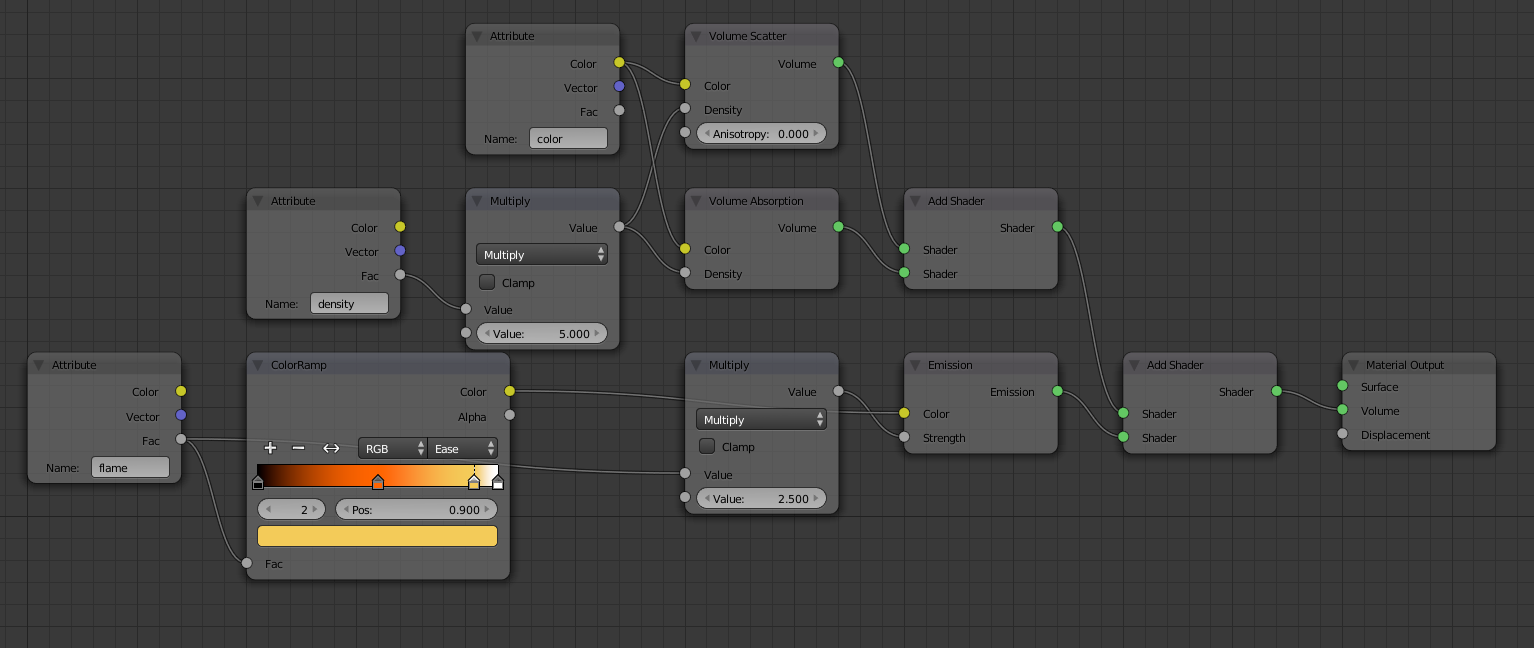 Attribute
Color
Vector
Fac
Name: color
Volume Scatter
Volume
Color
Density
Anisotropy: 0.000
Attribute
Color
Vector
Fac
Name: density
Multiply
Value
Multiply
Clamp
Value
Value: 5.000
Volume Absorption
Volume
Color
Density
Add Shader
Shader
Shader
Shader
Attribute
Color
Vector
Fac
Name: flame
ColorRamp
Color
Alpha
RGB Ease
2 Pos: 0.900
Fac
Multiply
Value
Multiply
Clamp
Value
Value: 2.500
Emission
Emission
Color
Strength
Add Shader
Shader
Shader
Shader
Material Output
Surface
Volume
Displacement